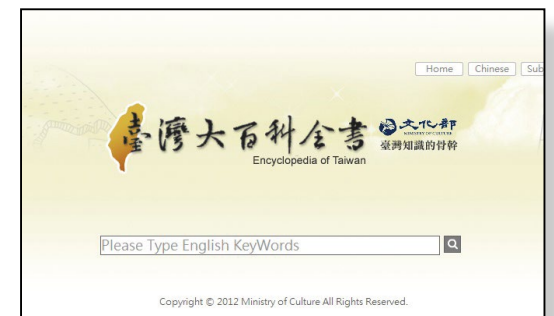 Home Chinese Sub
臺灣大百科全書 文化部
MINISTRY OF CULTURE
Encyclopedia of Taiwan 臺灣知識的骨幹
Please Type English KeyWords
Copyright © 2012 Ministry of Culture All Rights Reserved.